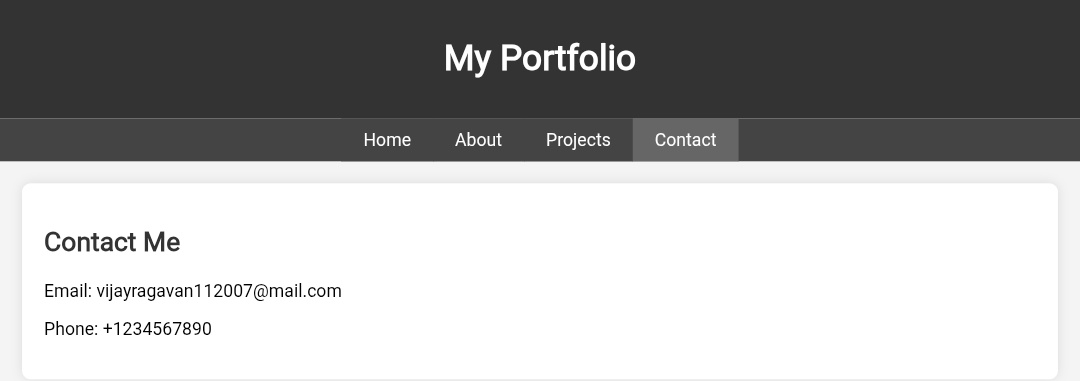 My Portfolio
Home About Projects Contact
Contact Me
Email: vijayragavan112007@mail.com
Phone: +1234567890